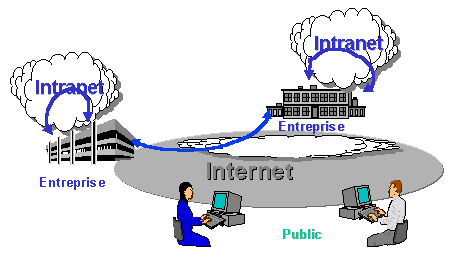 Intranet
Intranet
Entreprise
Entreprise
Internet
Public